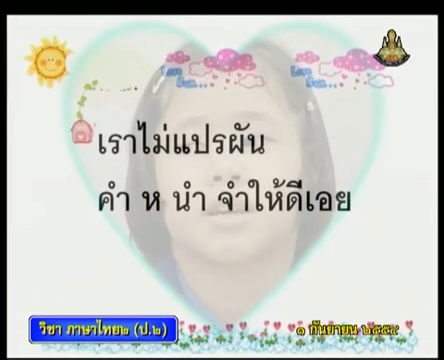 เราไม่แปรผัน
คำ ห นำ จำให้ดีเอย
วิชา ภาษาไทย๒ (ป.๒)
๑ กันยายน ๒๕๕๔